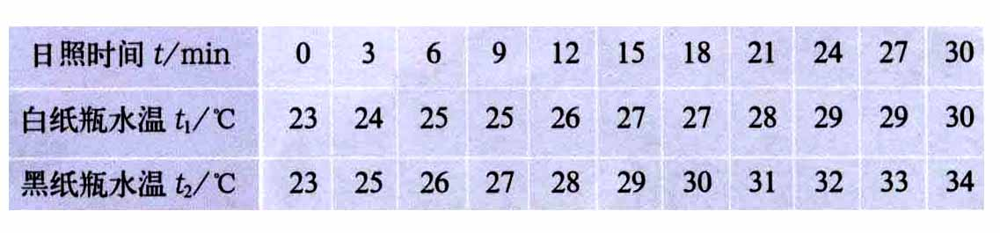 日照时间 t/min 0 3 6 9 12 15 18 21 24 27 30
白纸瓶水温 t₁/℃ 23 24 25 25 26 27 27 28 29 29 30
黑纸瓶水温 t₂/℃ 23 25 26 27 28 29 30 31 32 33 34